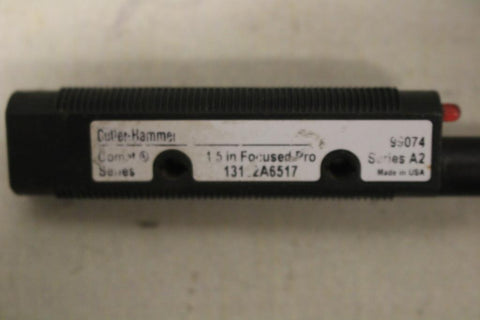 Cutler-Hammer
Comet ®
Series
1.5 in Focused Pro
13102A6517
99074
Series A2
Made in USA